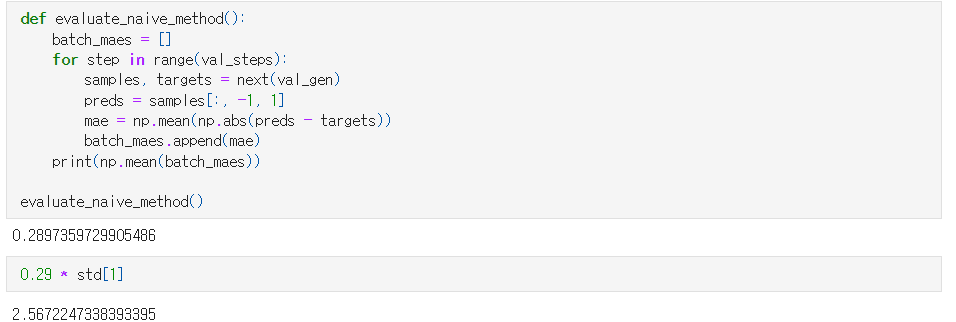 def evaluate_naive_method():
    batch_maes = []
    for step in range(val_steps):
        samples, targets = next(val_gen)
        preds = samples[:, -1, 1]
        mae = np.mean(np.abs(preds - targets))
        batch_maes.append(mae)
    print(np.mean(batch_maes))
evaluate_naive_method()
0.2897359729905486
0.29 * std[1]
2.5672247338393395